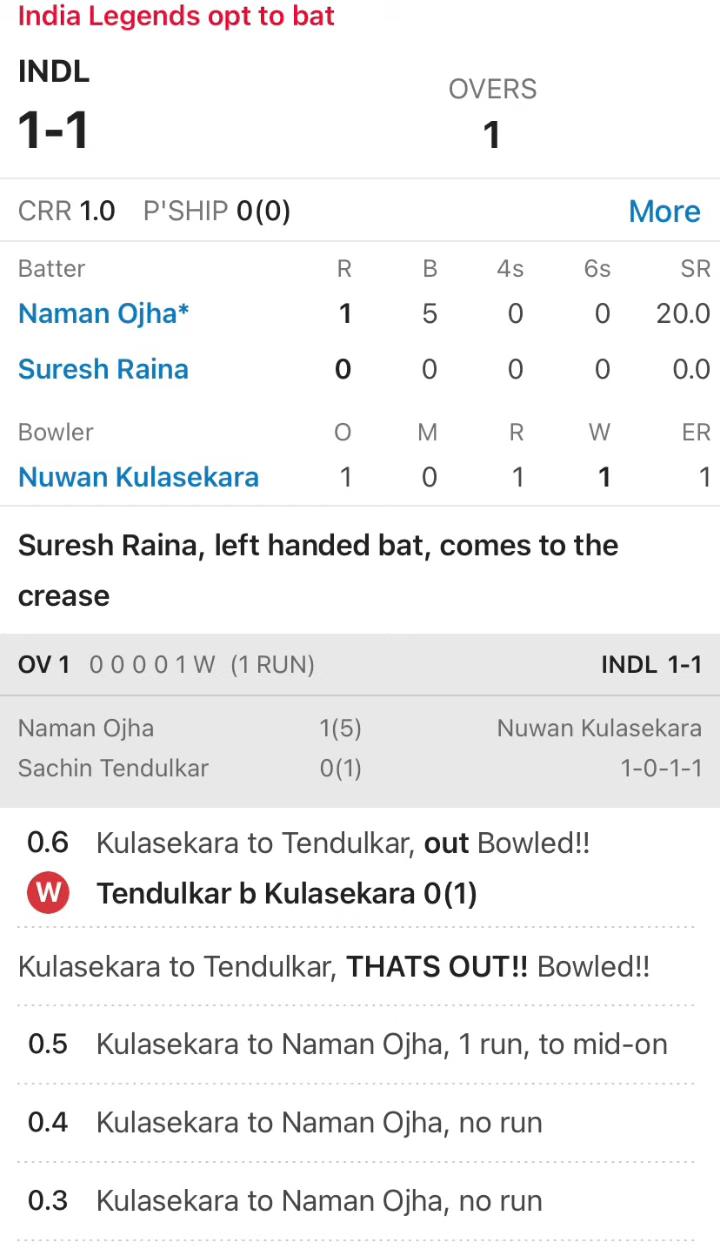 India Legends opt to bat
INDL
OVERS
1-1
1
CRR 1.0 P'SHIP 0(0) More
Batter R B 4s 6s SR
Naman Ojha* 1 5 0 0 20.0
Suresh Raina 0 0 0 0 0.0
Bowler O M R W ER
Nuwan Kulasekara 1 0 1 1 1
Suresh Raina, left handed bat, comes to the
crease
OV 1 0 0 0 0 1 W (1 RUN) INDL 1-1
Naman Ojha 1(5) Nuwan Kulasekara
Sachin Tendulkar 0(1) 1-0-1-1
0.6 Kulasekara to Tendulkar, out Bowled!!
W Tendulkar b Kulasekara 0(1)
Kulasekara to Tendulkar, THATS OUT!! Bowled!!
0.5 Kulasekara to Naman Ojha, 1 run, to mid-on
0.4 Kulasekara to Naman Ojha, no run
0.3 Kulasekara to Naman Ojha, no run